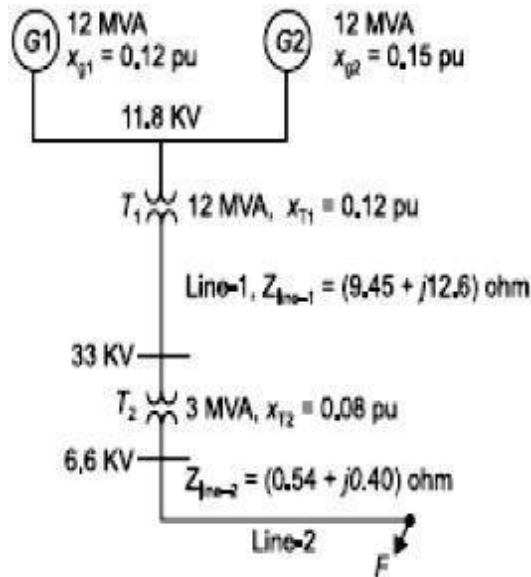 G1
12 MVA
x_g1 = 0.12 pu
G2
12 MVA
x_g2 = 0.15 pu
11.8 KV
T_1
12 MVA, x_T1 = 0.12 pu
Line-1, Z_line-1 = (9.45 + j12.6) ohm
33 KV
T_2
3 MVA, x_T2 = 0.08 pu
6.6 KV
Z_line-2 = (0.54 + j0.40) ohm
Line-2
F